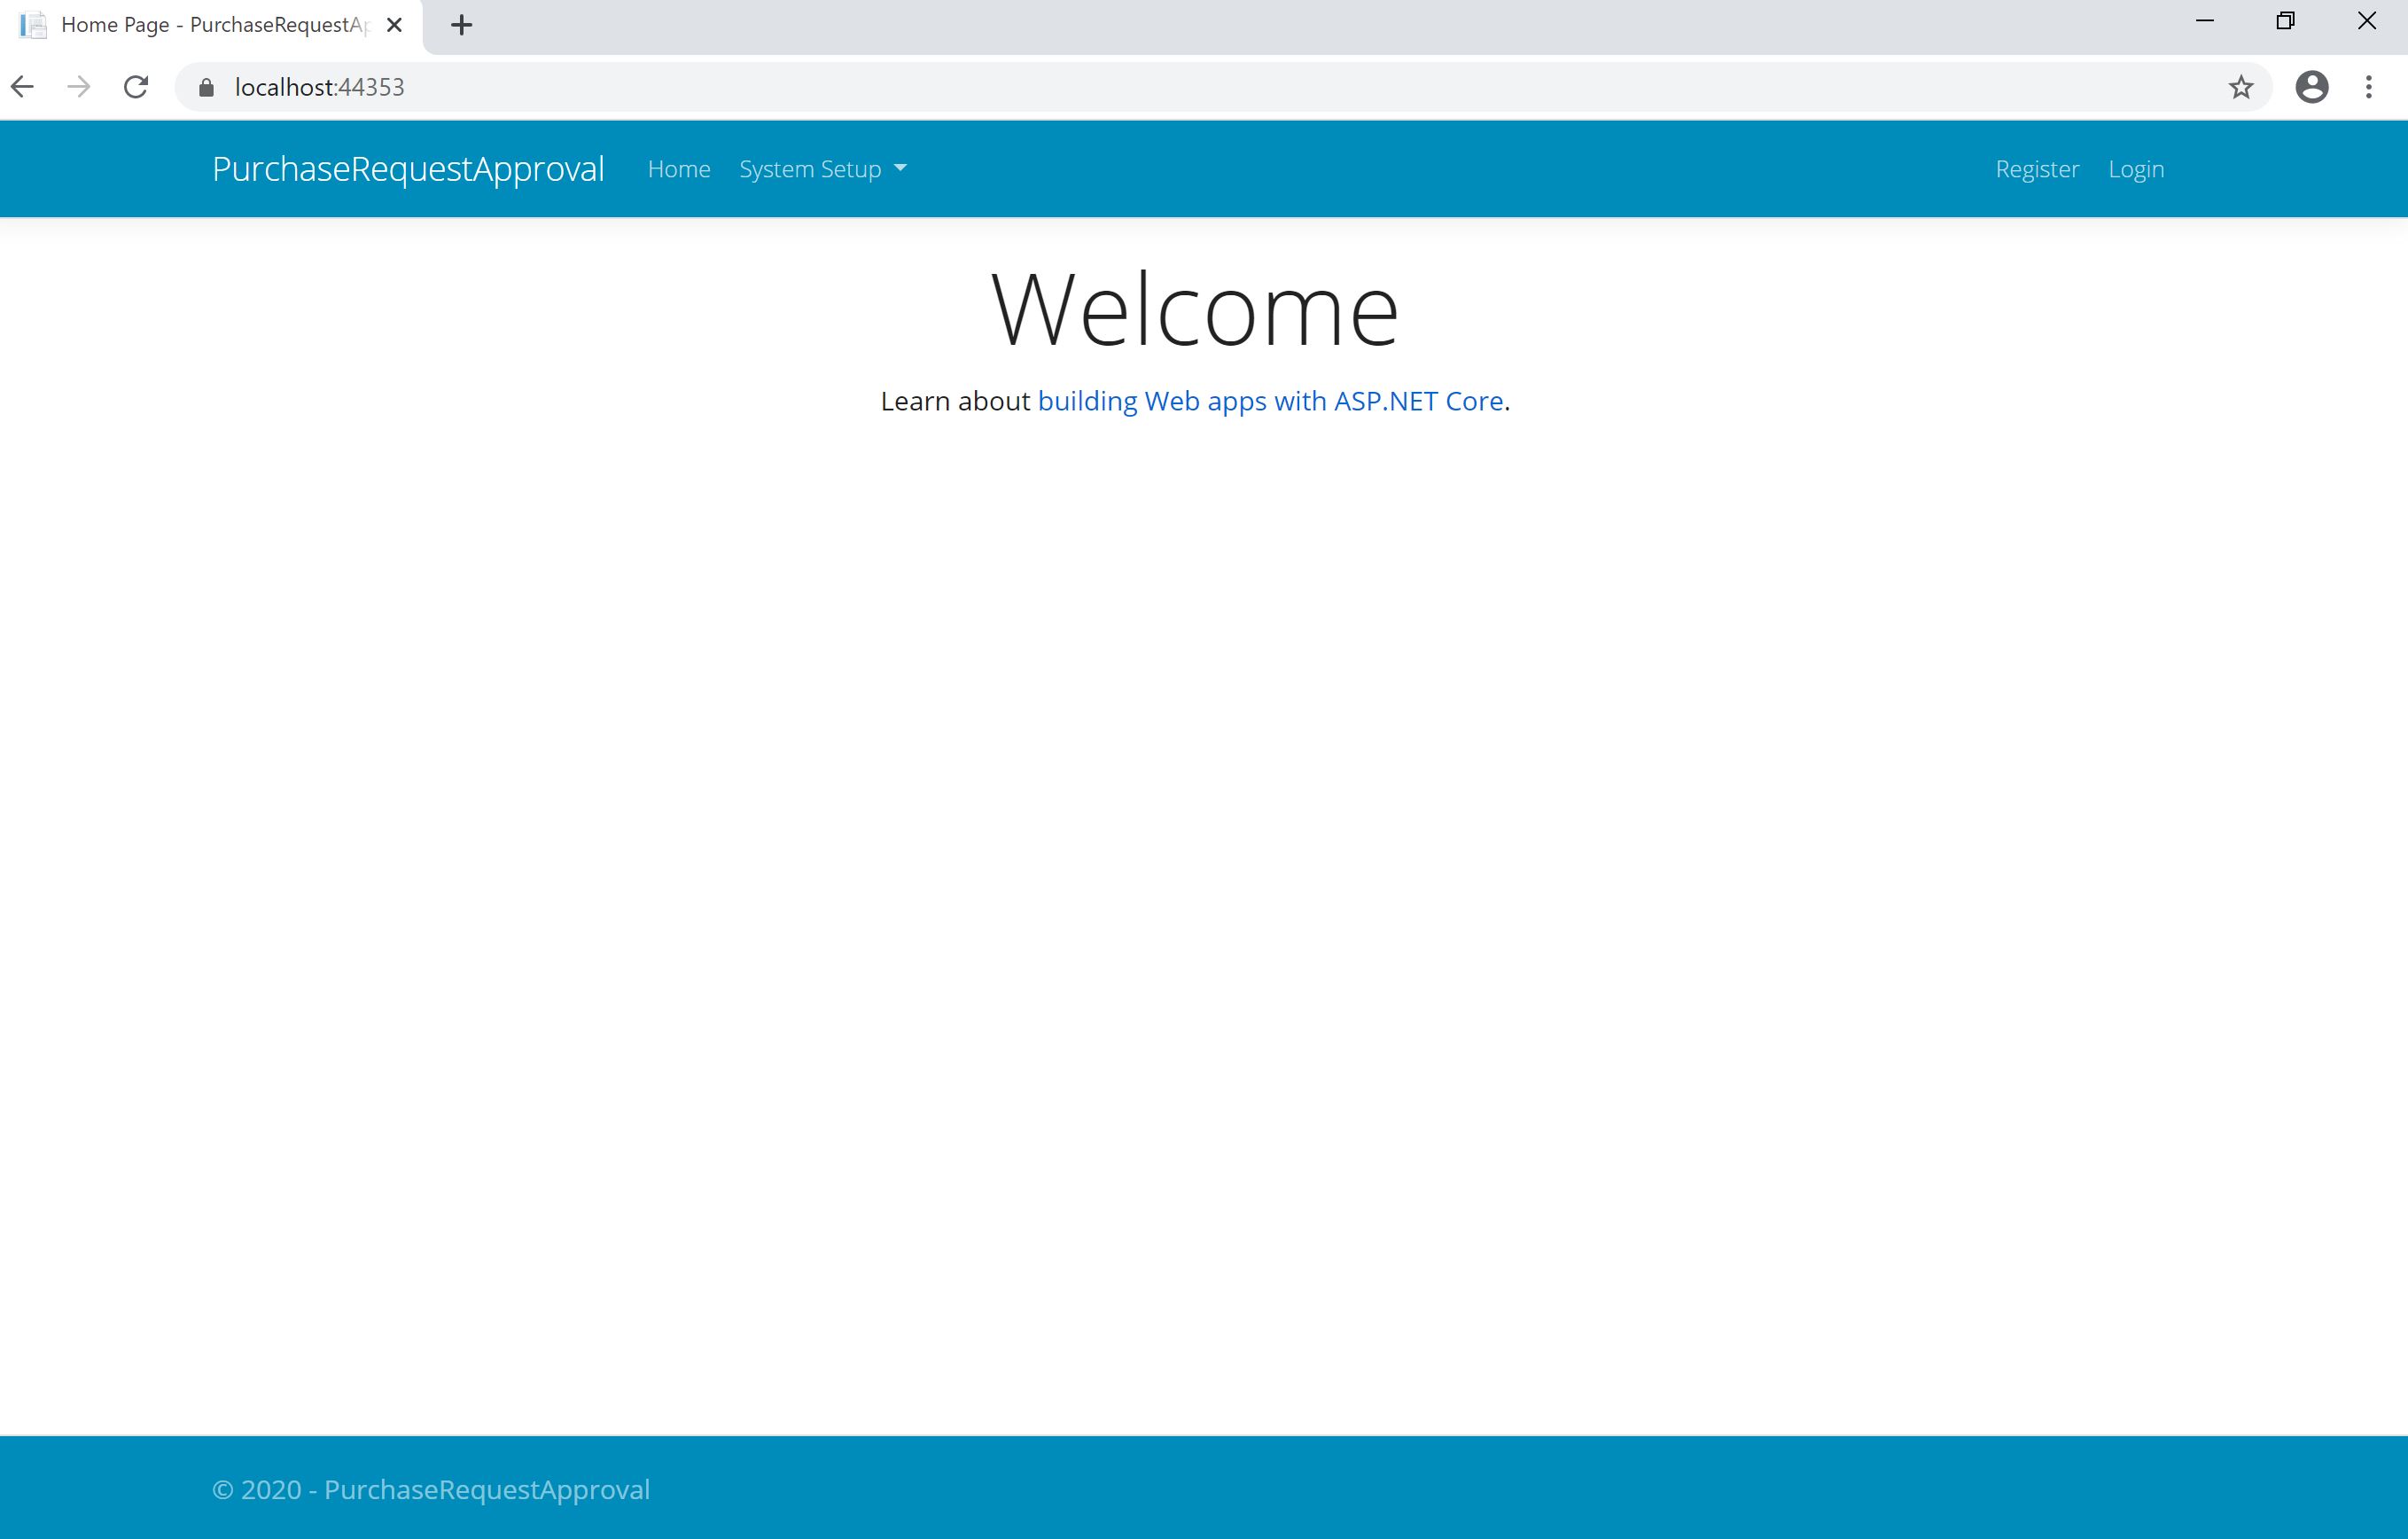 Home Page - PurchaseRequestAp
localhost:44353
PurchaseRequestApproval Home System Setup Register Login
Welcome
Learn about building Web apps with ASP.NET Core.
© 2020 - PurchaseRequestApproval